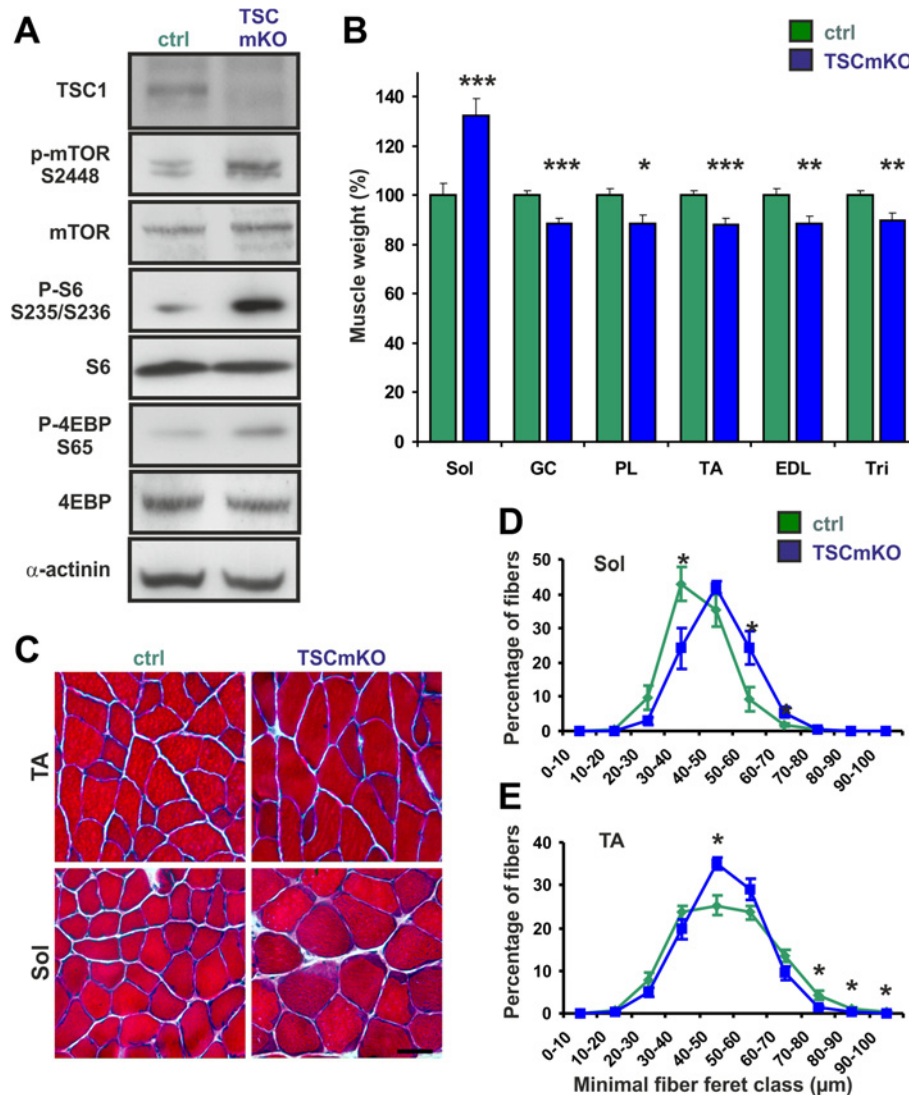 A
ctrl
TSC
mKO
TSC1
p-mTOR
S2448
mTOR
P-S6
S235/S236
S6
P-4EBP
S65
4EBP
α-actinin
B
ctrl
TSCmKO
Muscle weight (%)
140
120
100
80
60
40
20
0
***
***
*
***
**
**
Sol GC PL TA EDL Tri
C
ctrl
TSCmKO
TA
Sol
D
ctrl
TSCmKO
Sol
Percentage of fibers
50
40
30
20
10
0
*
*
*
0-10 10-20 20-30 30-40 40-50 50-60 60-70 70-80 80-90 90-100
E
TA
Percentage of fibers
40
30
20
10
0
*
*
*
*
0-10 10-20 20-30 30-40 40-50 50-60 60-70 70-80 80-90 90-100
Minimal fiber feret class (µm)